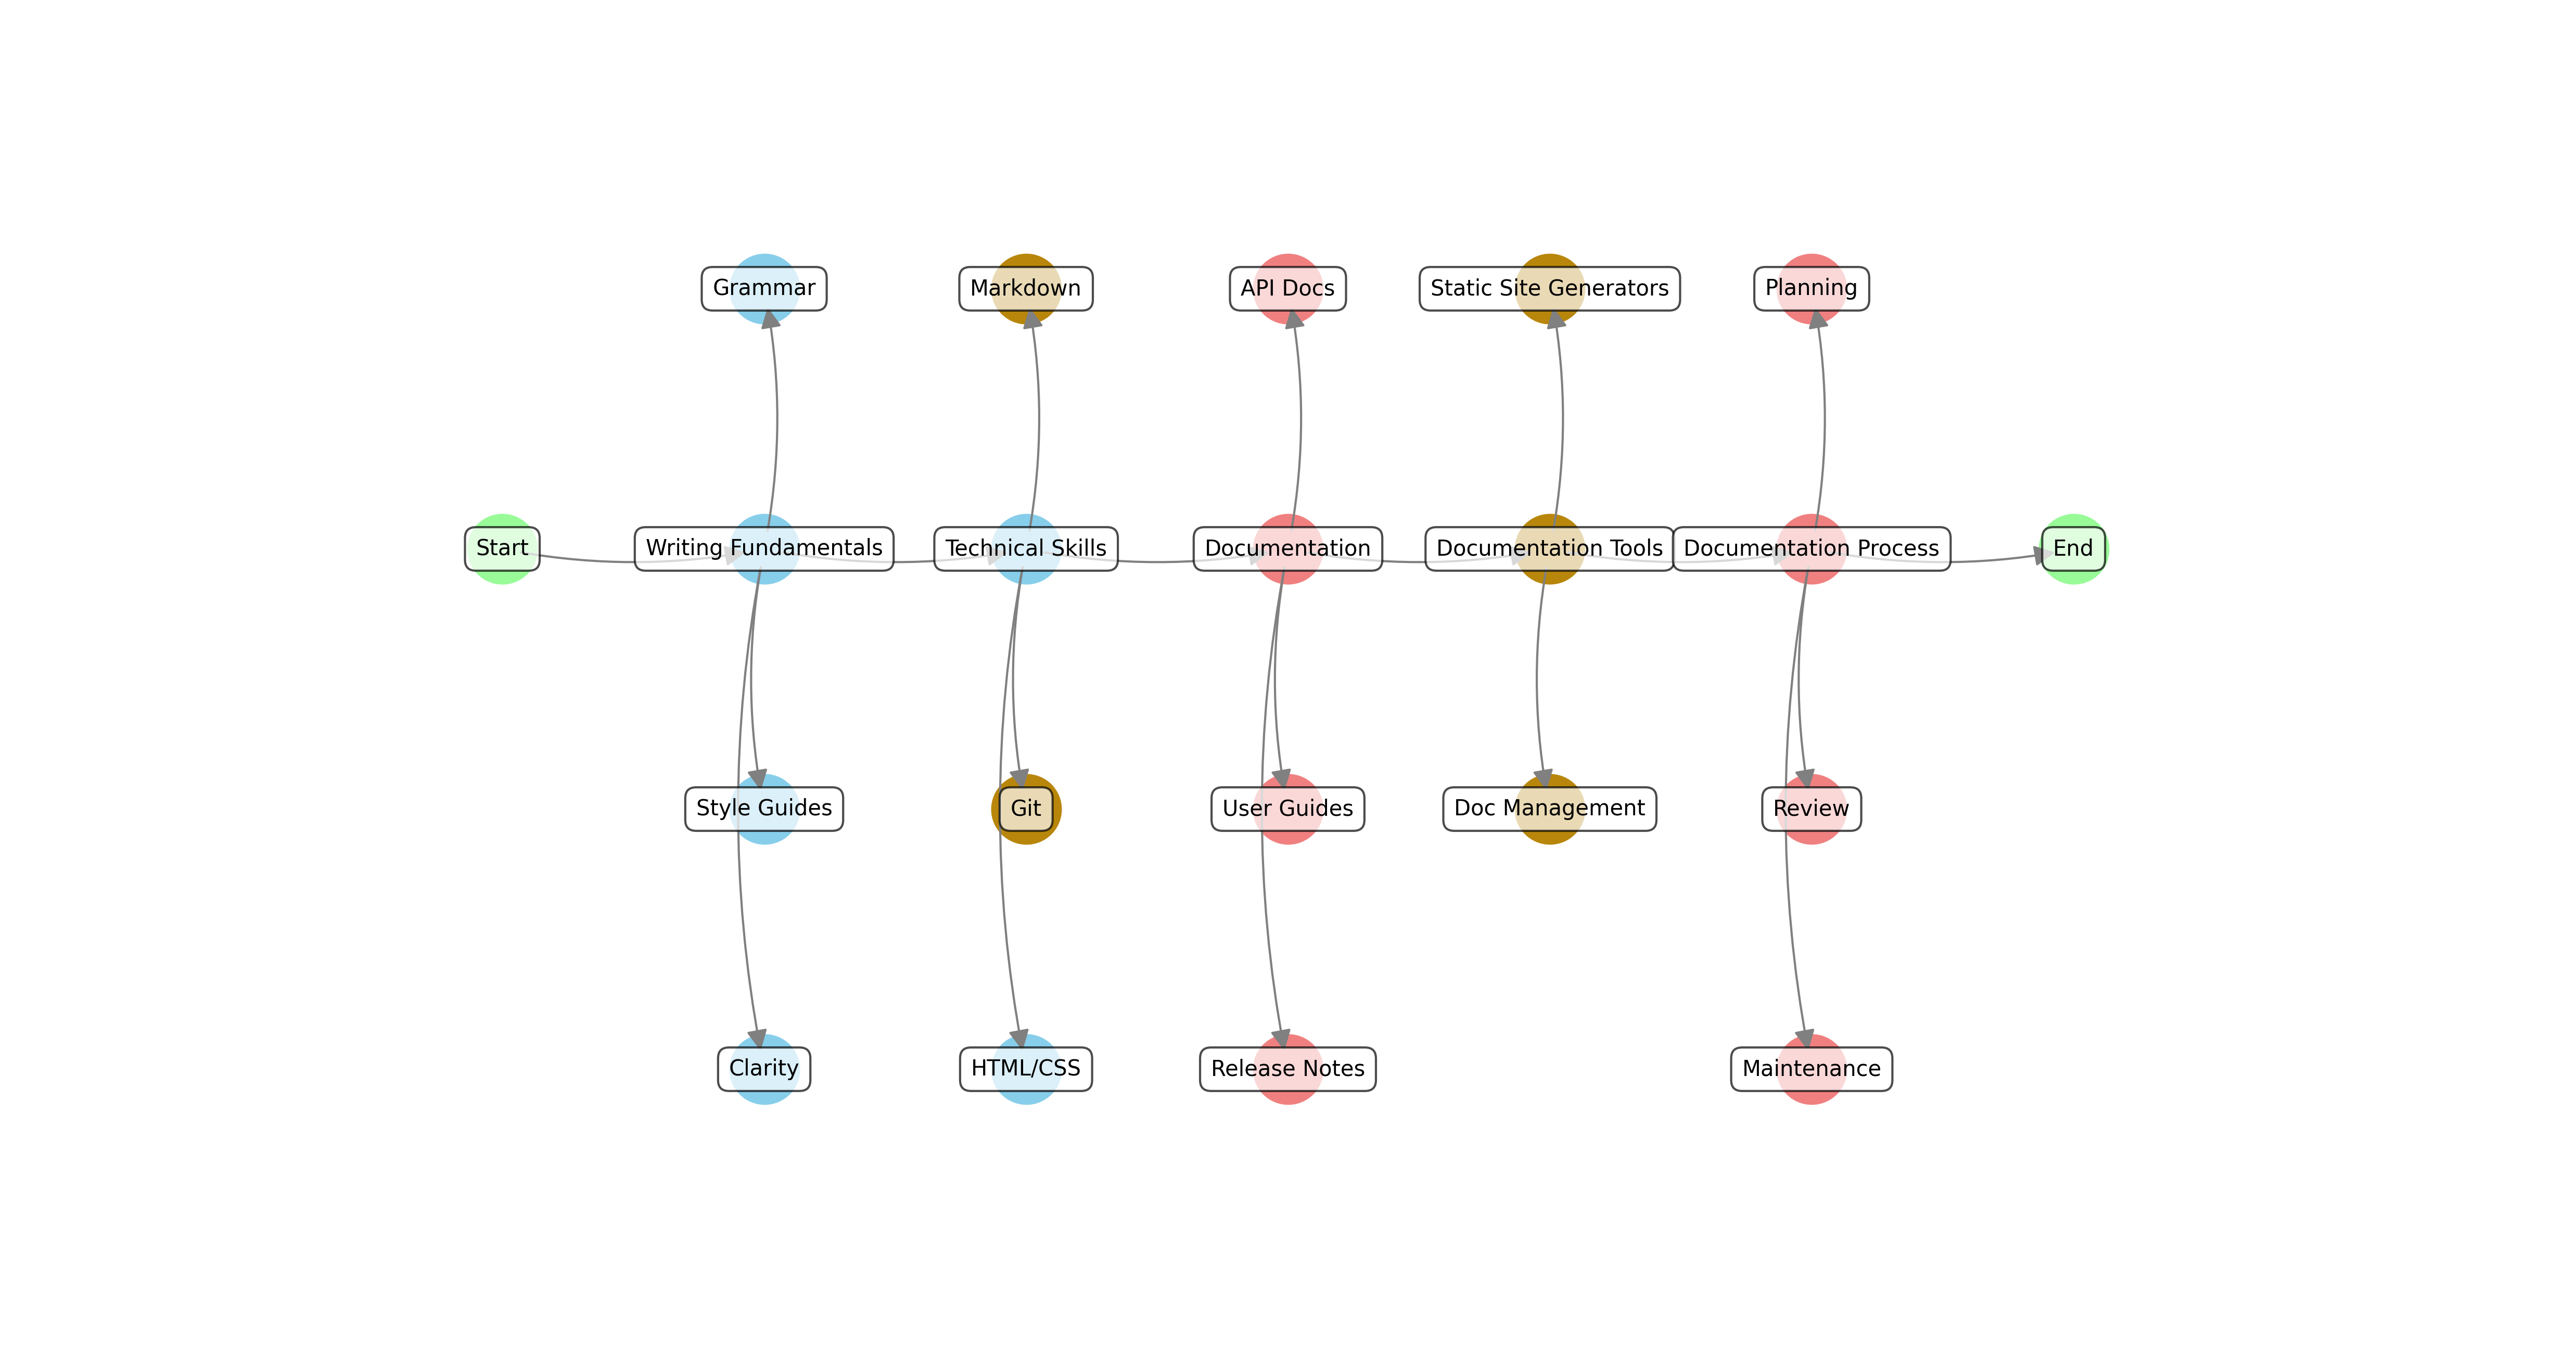 Grammar
Markdown
API Docs
Static Site Generators
Planning
Start
Writing Fundamentals
Technical Skills
Documentation
Documentation Tools
Documentation Process
End
Style Guides
Git
User Guides
Doc Management
Review
Clarity
HTML/CSS
Release Notes
Maintenance